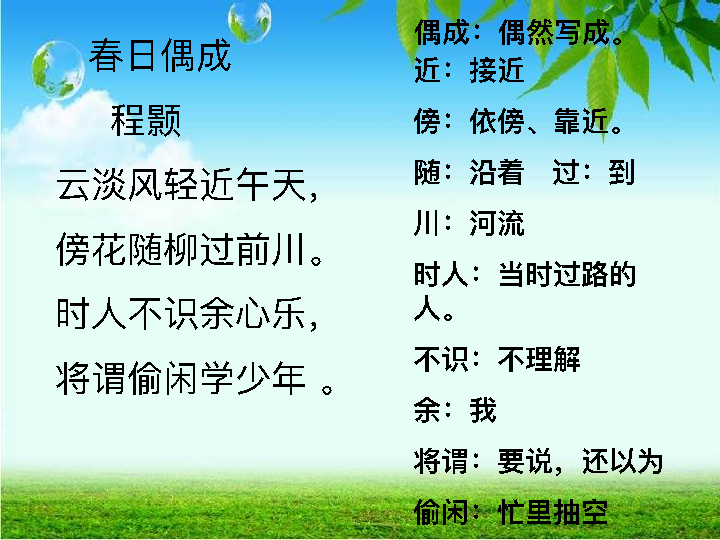 春日偶成
程颢
云淡风轻近午天，
傍花随柳过前川。
时人不识余心乐，
将谓偷闲学少年 。
偶成：偶然写成。
近：接近
傍：依傍、靠近。
随：沿着 过：到
川：河流
时人：当时过路的
人。
不识：不理解
余：我
将谓：要说，还以为
偷闲：忙里抽空